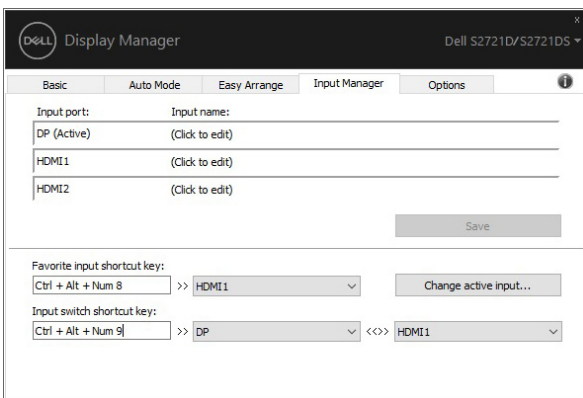 x
DELL Display Manager Dell S2721D/S2721DS
Basic Auto Mode Easy Arrange Input Manager Options i
Input port: Input name:
DP (Active) (Click to edit)
HDMI1 (Click to edit)
HDMI2 (Click to edit)
Save
Favorite input shortcut key:
Ctrl + Alt + Num 8 >> HDMI1 Change active input...
Input switch shortcut key:
Ctrl + Alt + Num 9 >> DP <<>> HDMI1